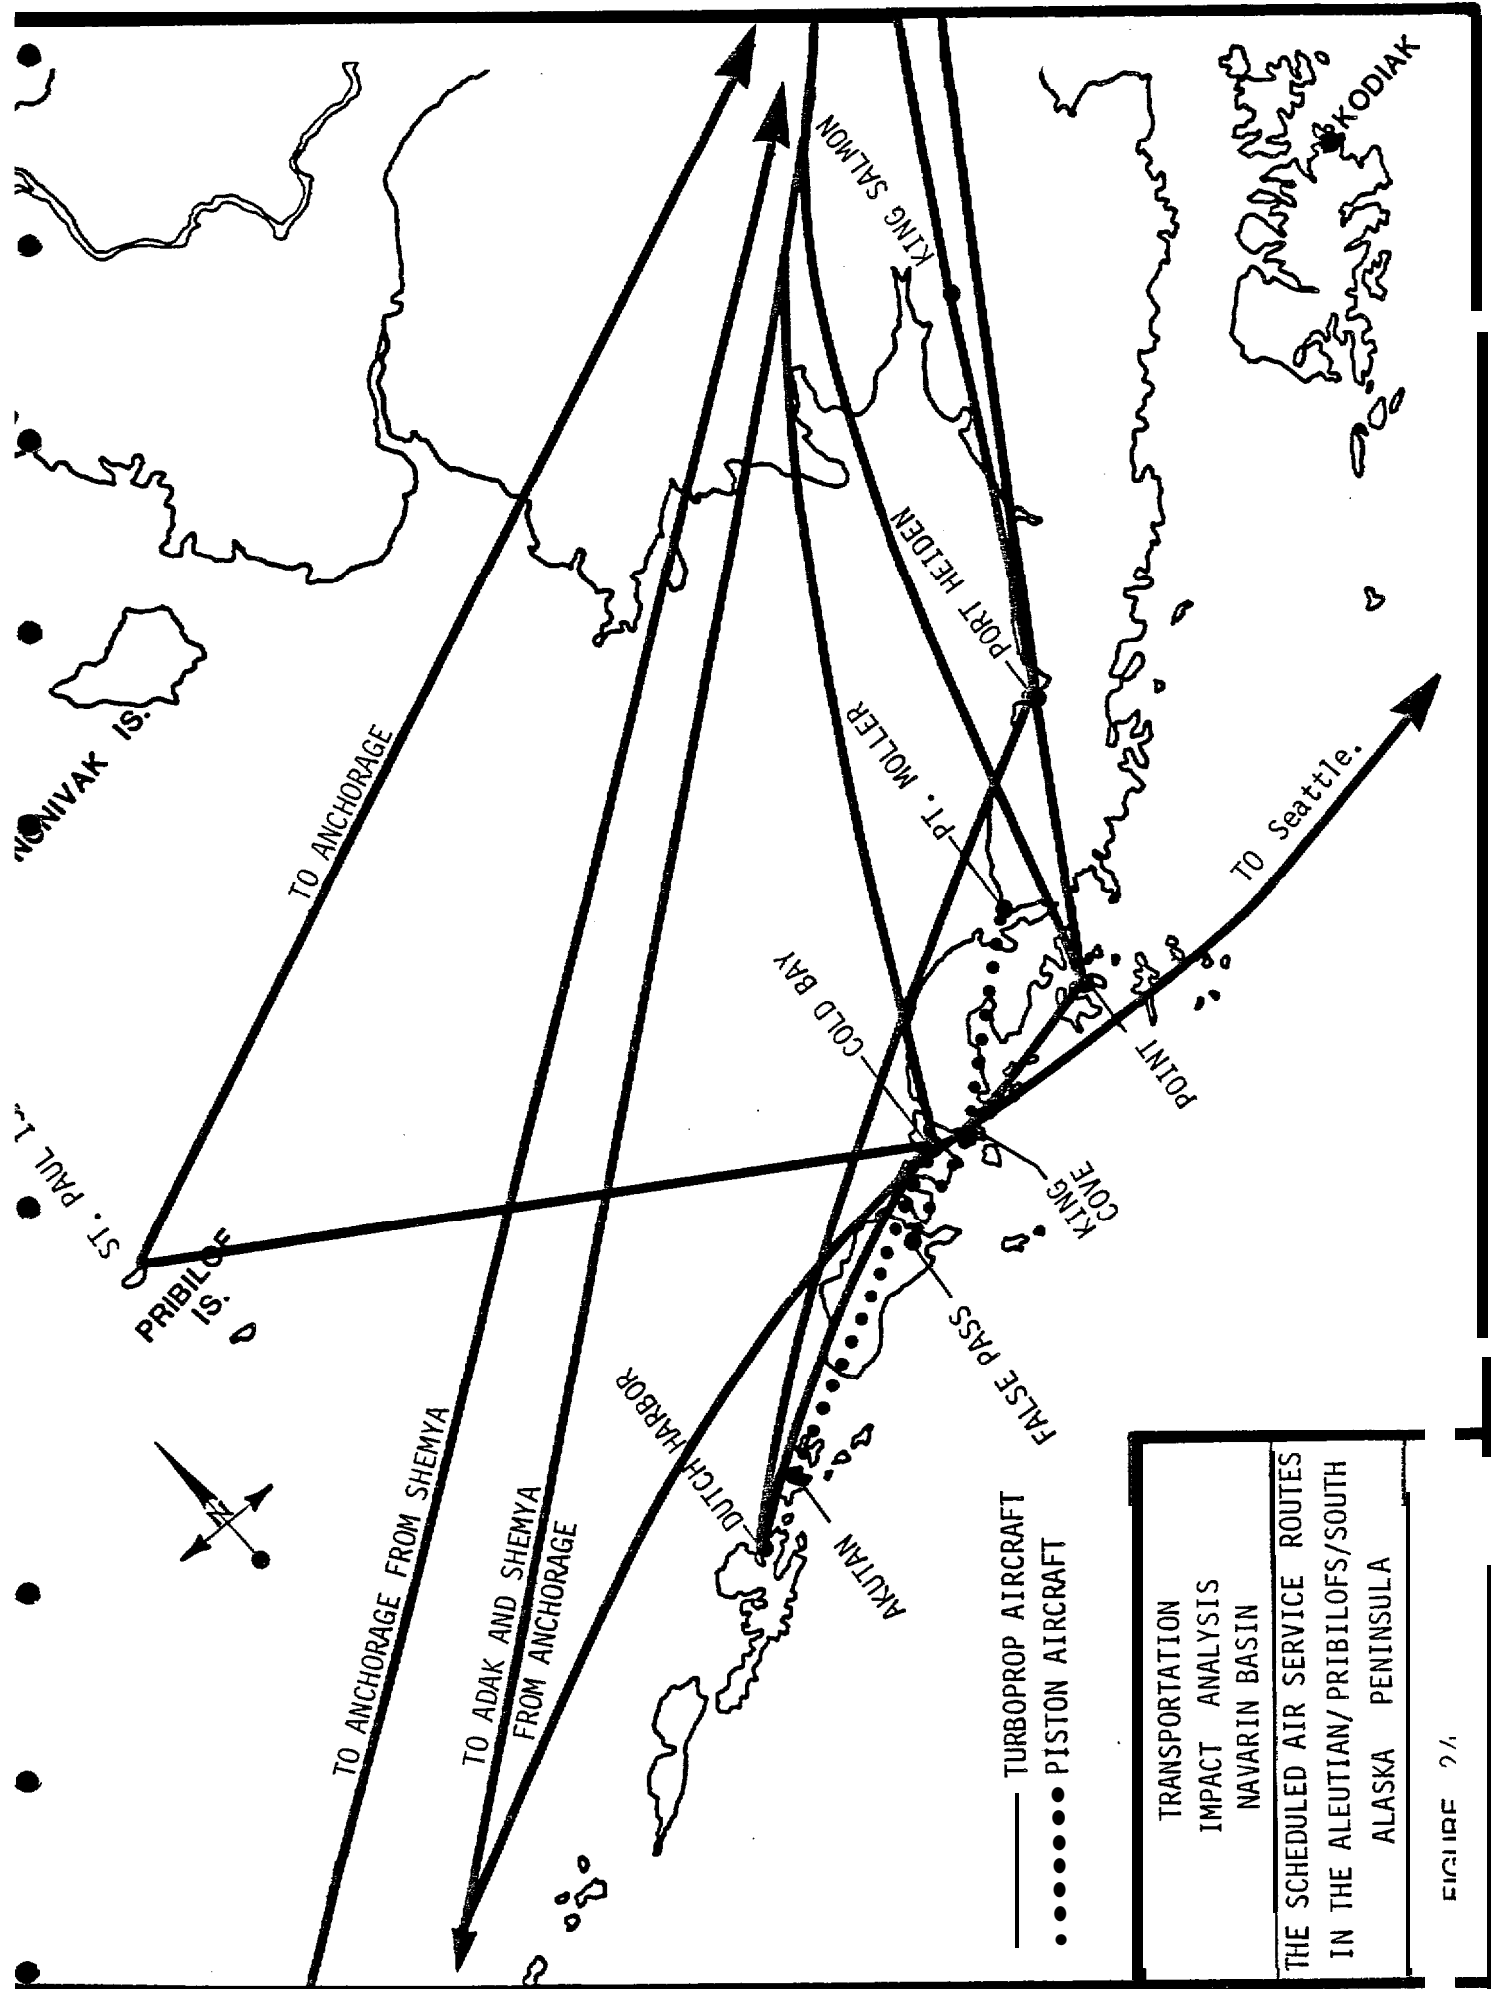 KODIAK
KING SALMON
PORT HEIDEN
PT. MOLLER
COLD BAY
TO Seattle.
POINT
KING
COVE
FALSE PASS
AKUTAN
DUTCH HARBOR
IS.
TO ANCHORAGE
ST. PAUL
PRIBILOF
IS.
N
TO ANCHORAGE FROM SHEMYA
TO ADAK AND SHEMYA
FROM ANCHORAGE
TURBOPROP AIRCRAFT
PISTON AIRCRAFT
TRANSPORTATION
IMPACT ANALYSIS
NAVARIN BASIN
THE SCHEDULED AIR SERVICE ROUTES
IN THE ALEUTIAN/PRIBILOFS/SOUTH
ALASKA PENINSULA
FIGURE